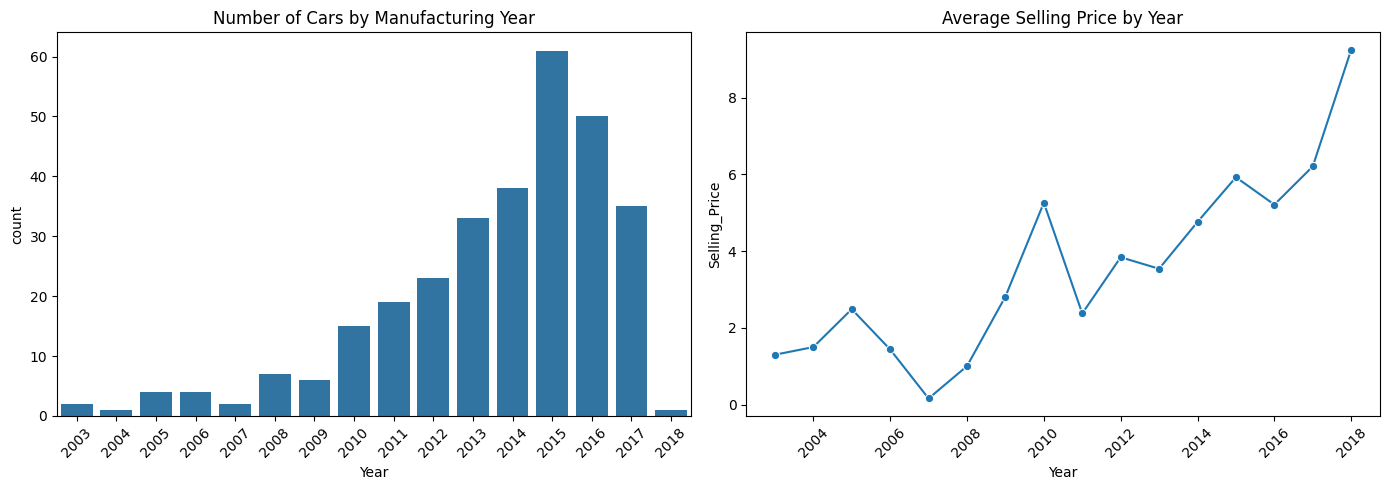 Number of Cars by Manufacturing Year
count
60
50
40
30
20
10
0
2003 2004 2005 2006 2007 2008 2009 2010 2011 2012 2013 2014 2015 2016 2017 2018
Year
Average Selling Price by Year
Selling_Price
8
6
4
2
0
2004 2006 2008 2010 2012 2014 2016 2018
Year